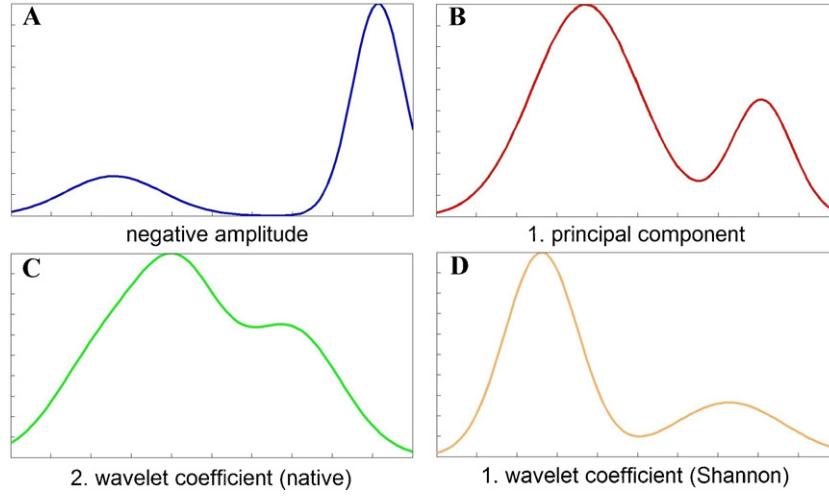 A
negative amplitude
B
1. principal component
C
2. wavelet coefficient (native)
D
1. wavelet coefficient (Shannon)